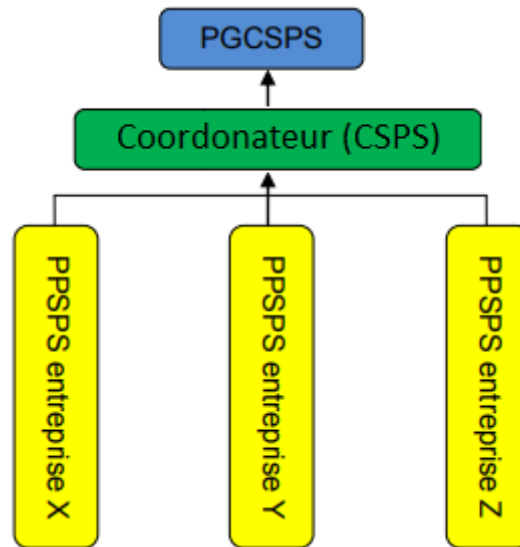 PGCSPS
Coordonateur (CSPS)
PPSPS entreprise X
PPSPS entreprise Y
PPSPS entreprise Z